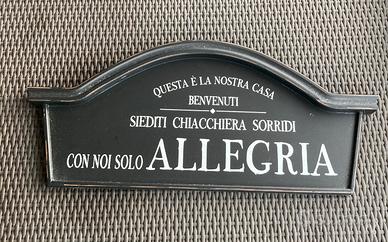 QUESTA È LA NOSTRA CASA
BENVENUTI
SIEDITI CHIACCHIERA SORRIDI
CON NOI SOLO ALLEGRIA